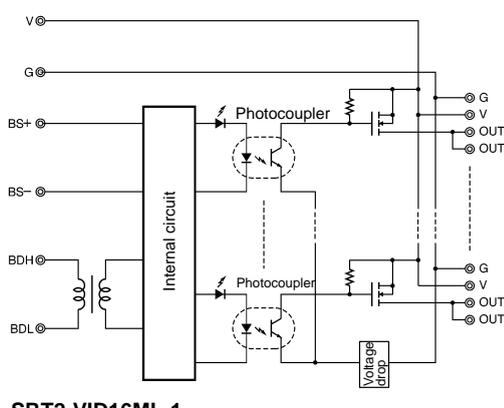 V
G
BS+
Photocoupler
G
V
OUT
OUT
BS−
Internal circuit
BDH
BDL
Photocoupler
G
V
OUT
OUT
Voltage
drop